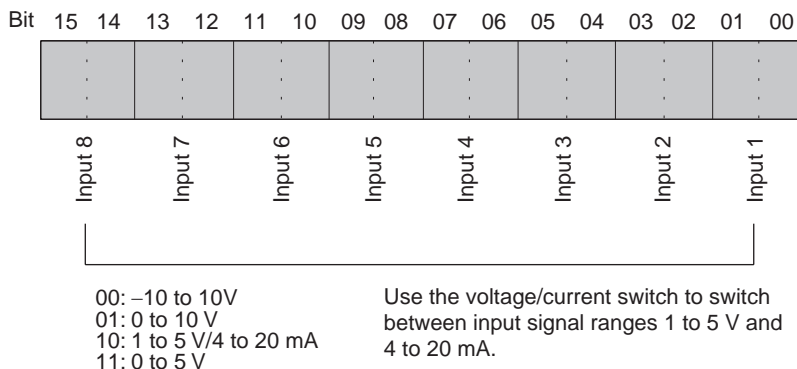 Bit 15 14 13 12 11 10 09 08 07 06 05 04 03 02 01 00
Input 8 Input 7 Input 6 Input 5 Input 4 Input 3 Input 2 Input 1
00: −10 to 10V
01: 0 to 10 V
10: 1 to 5 V/4 to 20 mA
11: 0 to 5 V
Use the voltage/current switch to switch
between input signal ranges 1 to 5 V and
4 to 20 mA.